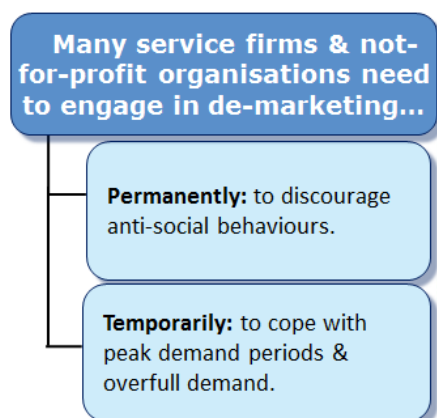 Many service firms & not-
for-profit organisations need
to engage in de-marketing...
Permanently: to discourage
anti-social behaviours.
Temporarily: to cope with
peak demand periods &
overfull demand.